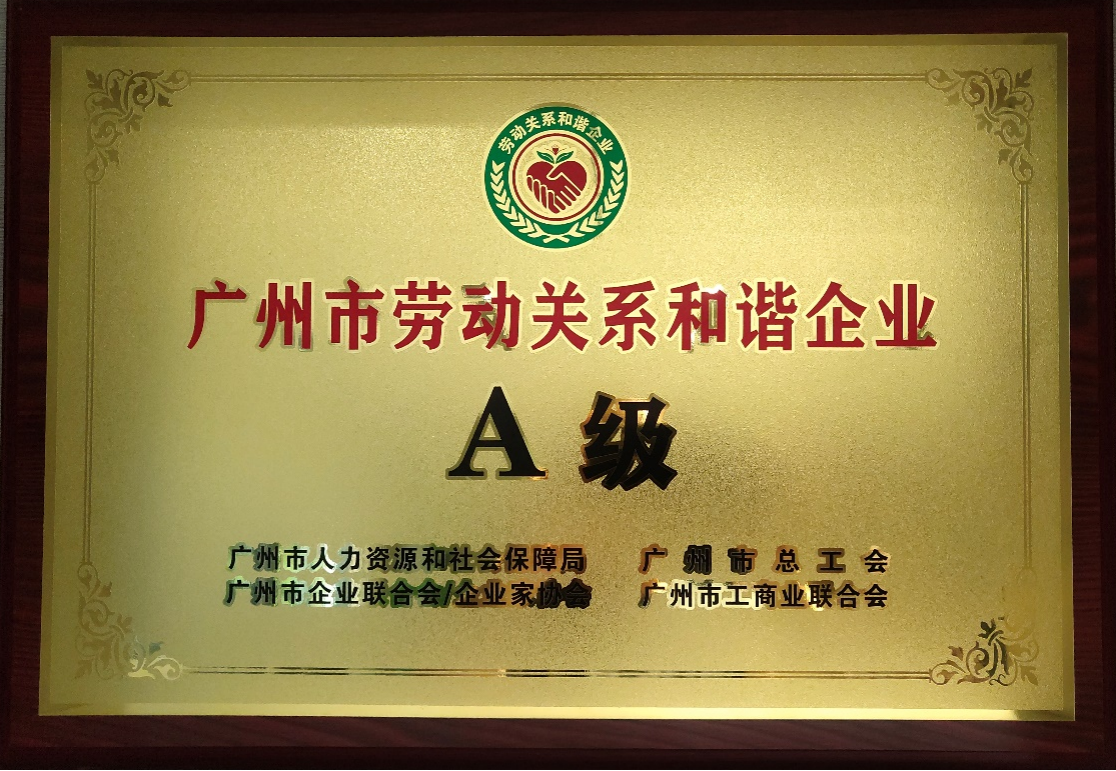 劳动关系和谐企业
广州市劳动关系和谐企业
A 级
广州市人力资源和社会保障局 广州市总工会
广州市企业联合会/企业家协会 广州市工商业联合会